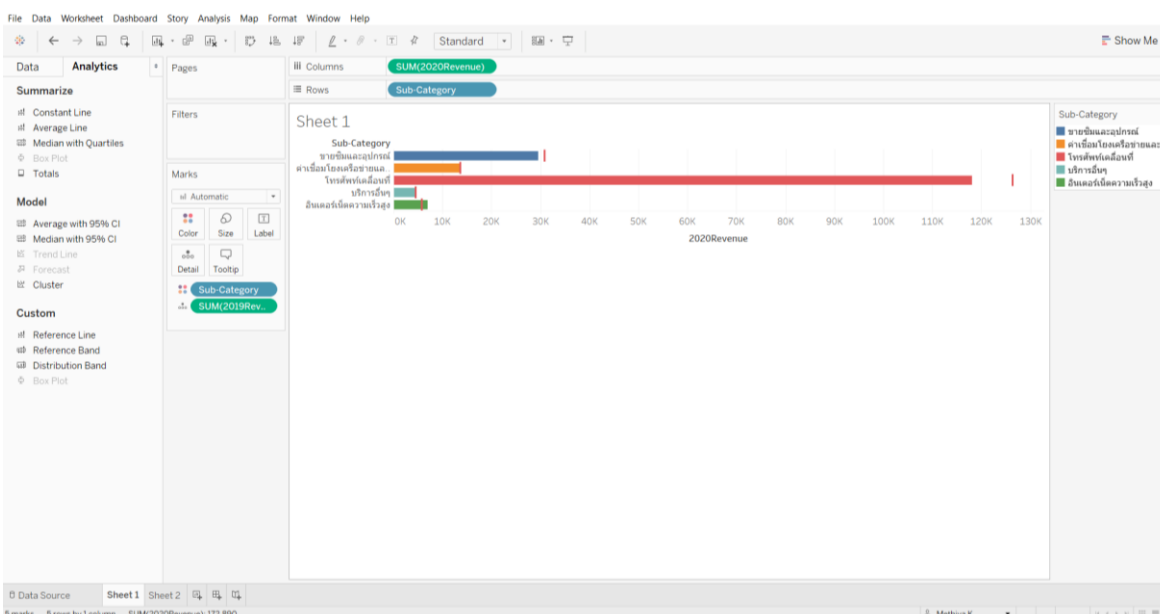 File Data Worksheet Dashboard Story Analysis Map Format Window Help
Standard
Show Me
Data Analytics
Summarize
Constant Line
Average Line
Median with Quartiles
Box Plot
Totals
Model
Average with 95% CI
Median with 95% CI
Trend Line
Forecast
Cluster
Custom
Reference Line
Reference Band
Distribution Band
Box Plot
Pages
Filters
Marks
Automatic
Color Size Label
Detail Tooltip
Sub-Category
SUM(2019Rev..
Columns SUM(2020Revenue)
Rows Sub-Category
Sheet 1
Sub-Category
ขายซิมและอุปกรณ์
ค่าเชื่อมโยงเครือข่ายแล..
โทรศัพท์เคลื่อนที่
บริการอื่นๆ
อินเตอร์เน็ตความเร็วสูง
0K 10K 20K 30K 40K 50K 60K 70K 80K 90K 100K 110K 120K 130K
2020Revenue
Sub-Category
ขายซิมและอุปกรณ์
ค่าเชื่อมโยงเครือข่ายและ
โทรศัพท์เคลื่อนที่
บริการอื่นๆ
อินเตอร์เน็ตความเร็วสูง
Data Source Sheet 1 Sheet 2
5 marks 5 rows by 1 column SUM(2020Revenue): 172,890
Mathius K